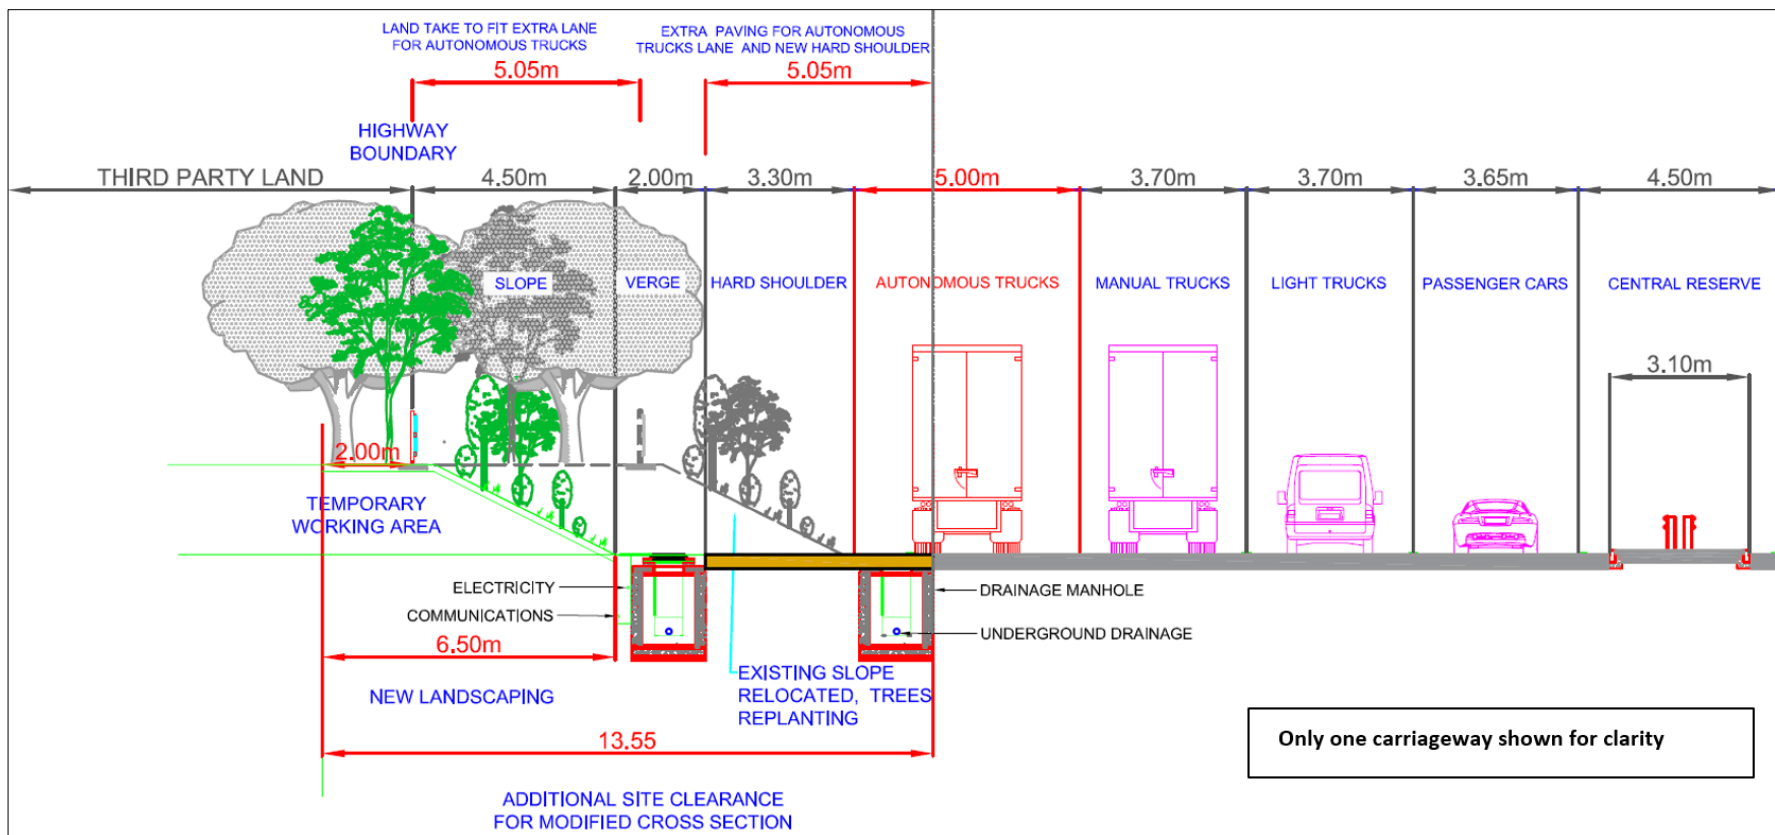 LAND TAKE TO FIT EXTRA LANE
FOR AUTONOMOUS TRUCKS
5.05m
EXTRA PAVING FOR AUTONOMOUS
TRUCKS LANE AND NEW HARD SHOULDER
5.05m
HIGHWAY
BOUNDARY
THIRD PARTY LAND
4.50m
2.00m
3.30m
5.00m
3.70m
3.70m
3.65m
4.50m
SLOPE
VERGE
HARD SHOULDER
AUTONOMOUS TRUCKS
MANUAL TRUCKS
LIGHT TRUCKS
PASSENGER CARS
CENTRAL RESERVE
3.10m
2.00m
TEMPORARY
WORKING AREA
ELECTRICITY
COMMUNICATIONS
DRAINAGE MANHOLE
UNDERGROUND DRAINAGE
6.50m
NEW LANDSCAPING
EXISTING SLOPE
RELOCATED, TREES
REPLANTING
13.55
Only one carriageway shown for clarity
ADDITIONAL SITE CLEARANCE
FOR MODIFIED CROSS SECTION